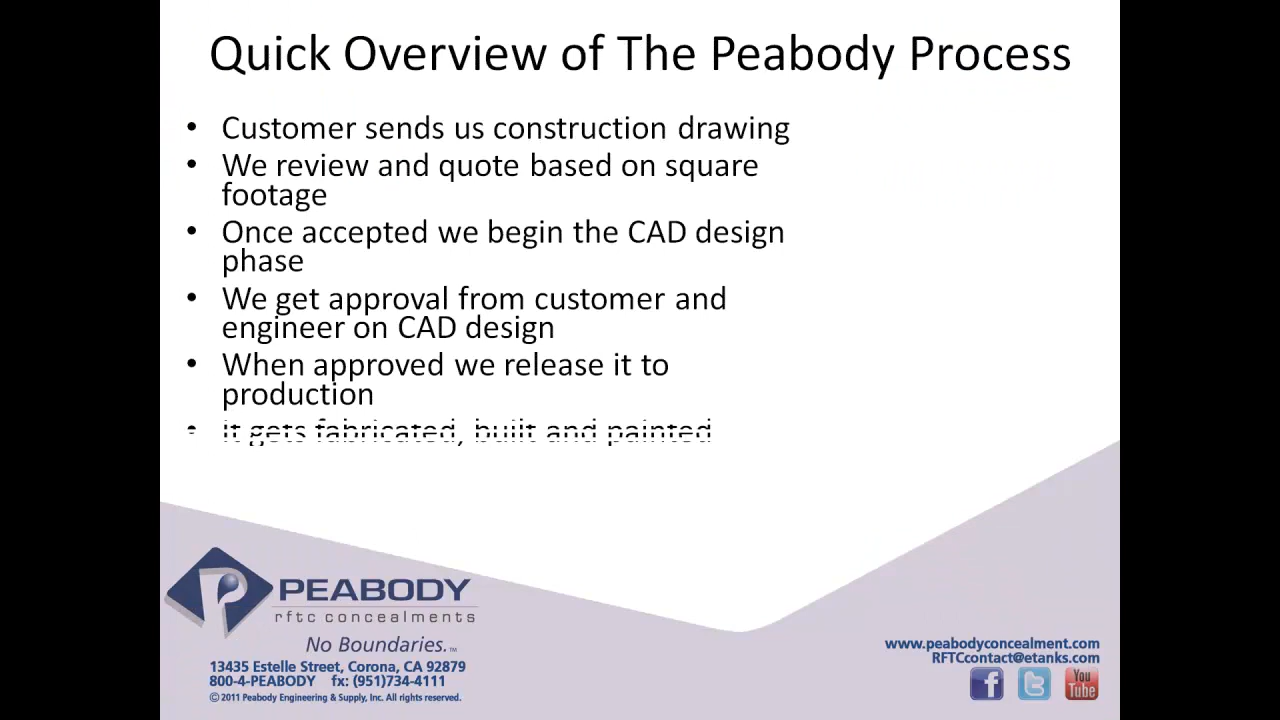 Quick Overview of The Peabody Process
• Customer sends us construction drawing
• We review and quote based on square
footage
• Once accepted we begin the CAD design
phase
• We get approval from customer and
engineer on CAD design
• When approved we release it to
production
• It gets fabricated, built and painted
PEABODY
rftc concealments
No Boundaries.™
13435 Estelle Street, Corona, CA 92879
800-4-PEABODY fx: (951)734-4111
© 2011 Peabody Engineering & Supply, Inc. All rights reserved.
www.peabodyconcealment.com
RFTCcontact@etanks.com
f
t
You
Tube